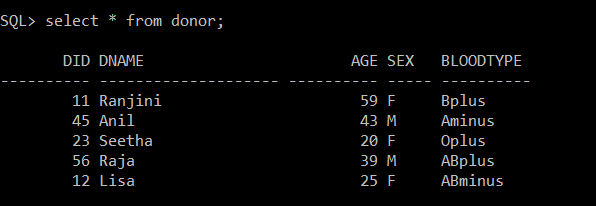 SQL> select * from donor;
       DID DNAME                       AGE SEX   BLOODTYPE
---------- -------------------- ---------- ----- ----------
        11 Ranjini                      59 F     Bplus
        45 Anil                         43 M     Aminus
        23 Seetha                       20 F     Oplus
        56 Raja                         39 M     ABplus
        12 Lisa                         25 F     ABminus